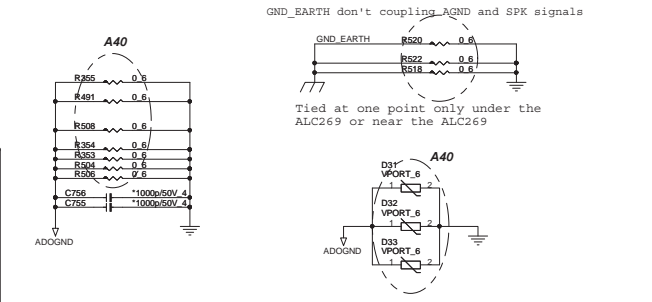 GND_EARTH don't coupling AGND and SPK signals
A40
GND_EARTH R520 0_6
R522 0_6
R518 0_6
Tied at one point only under the
ALC269 or near the ALC269
R355 0_6
R491 0_6
R508 0_6
R354 0_6
R353 0_6
R504 0_6
R506 0_6
C756 *1000p/50V_4
C755 *1000p/50V_4
ADOGND
A40
D31
VPORT_6
1 2
D32
VPORT_6
1 2
D33
VPORT_6
1 2
ADOGND